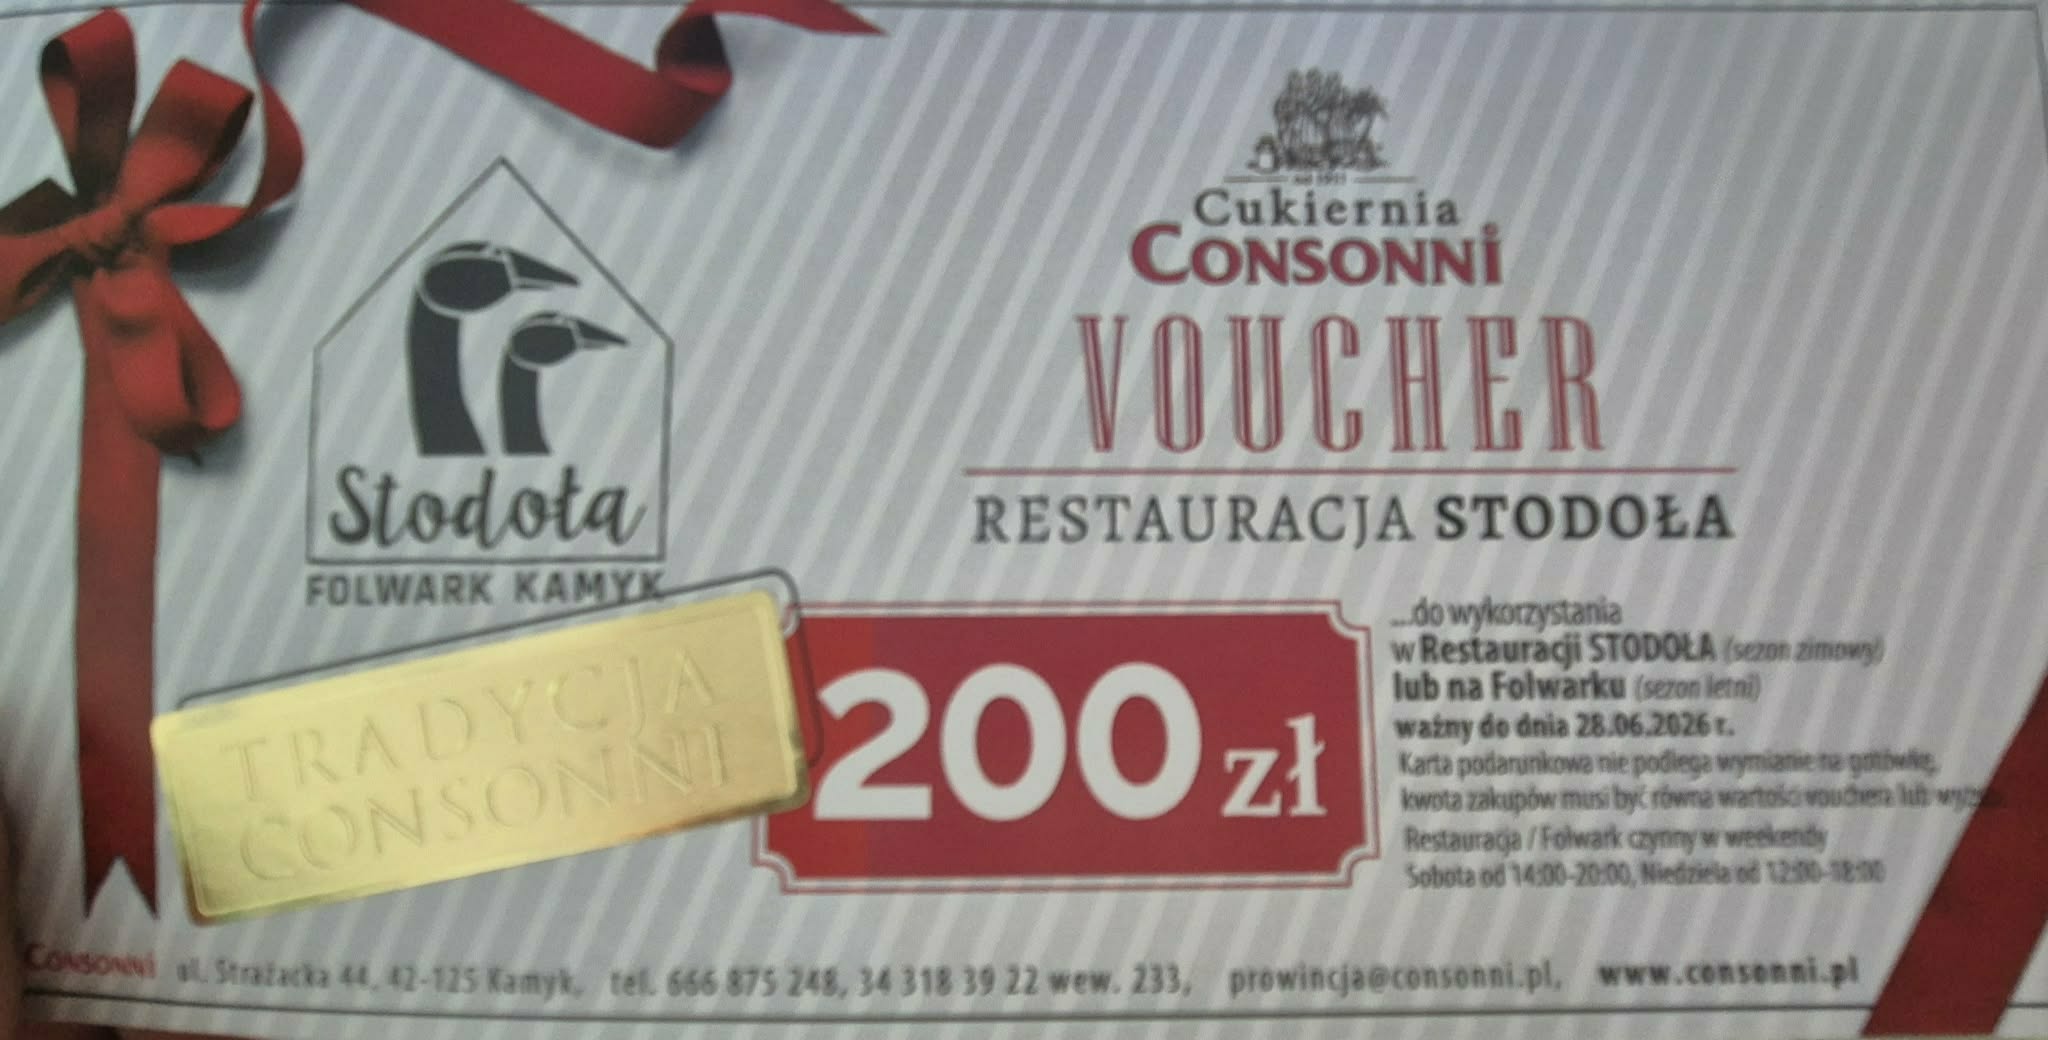 od 1911
Cukiernia
CONSONNi
VOUCHER
RESTAURACJA STODOŁA
Stodoła
FOLWARK KAMYK
TRADYCJA
CONSONNI
200 zł
...do wykorzystania
w Restauracji STODOŁA (sezon zimowy)
lub na Folwarku (sezon letni)
ważny do dnia 28.06.2026 r.
Karta podarunkowa nie podlega wymianie na gotówkę,
kwota zakupów musi być równa wartości vouchera lub
Restauracja / Folwark czynny w weekendy
Sobota od 14:00-20:00, Niedziela od 12:00-18:00
CONSONNi ul. Strażacka 44, 42-125 Kamyk, tel. 666 875 248, 34 318 39 22 wew. 233, prowincja@consonni.pl, www.consonni.pl